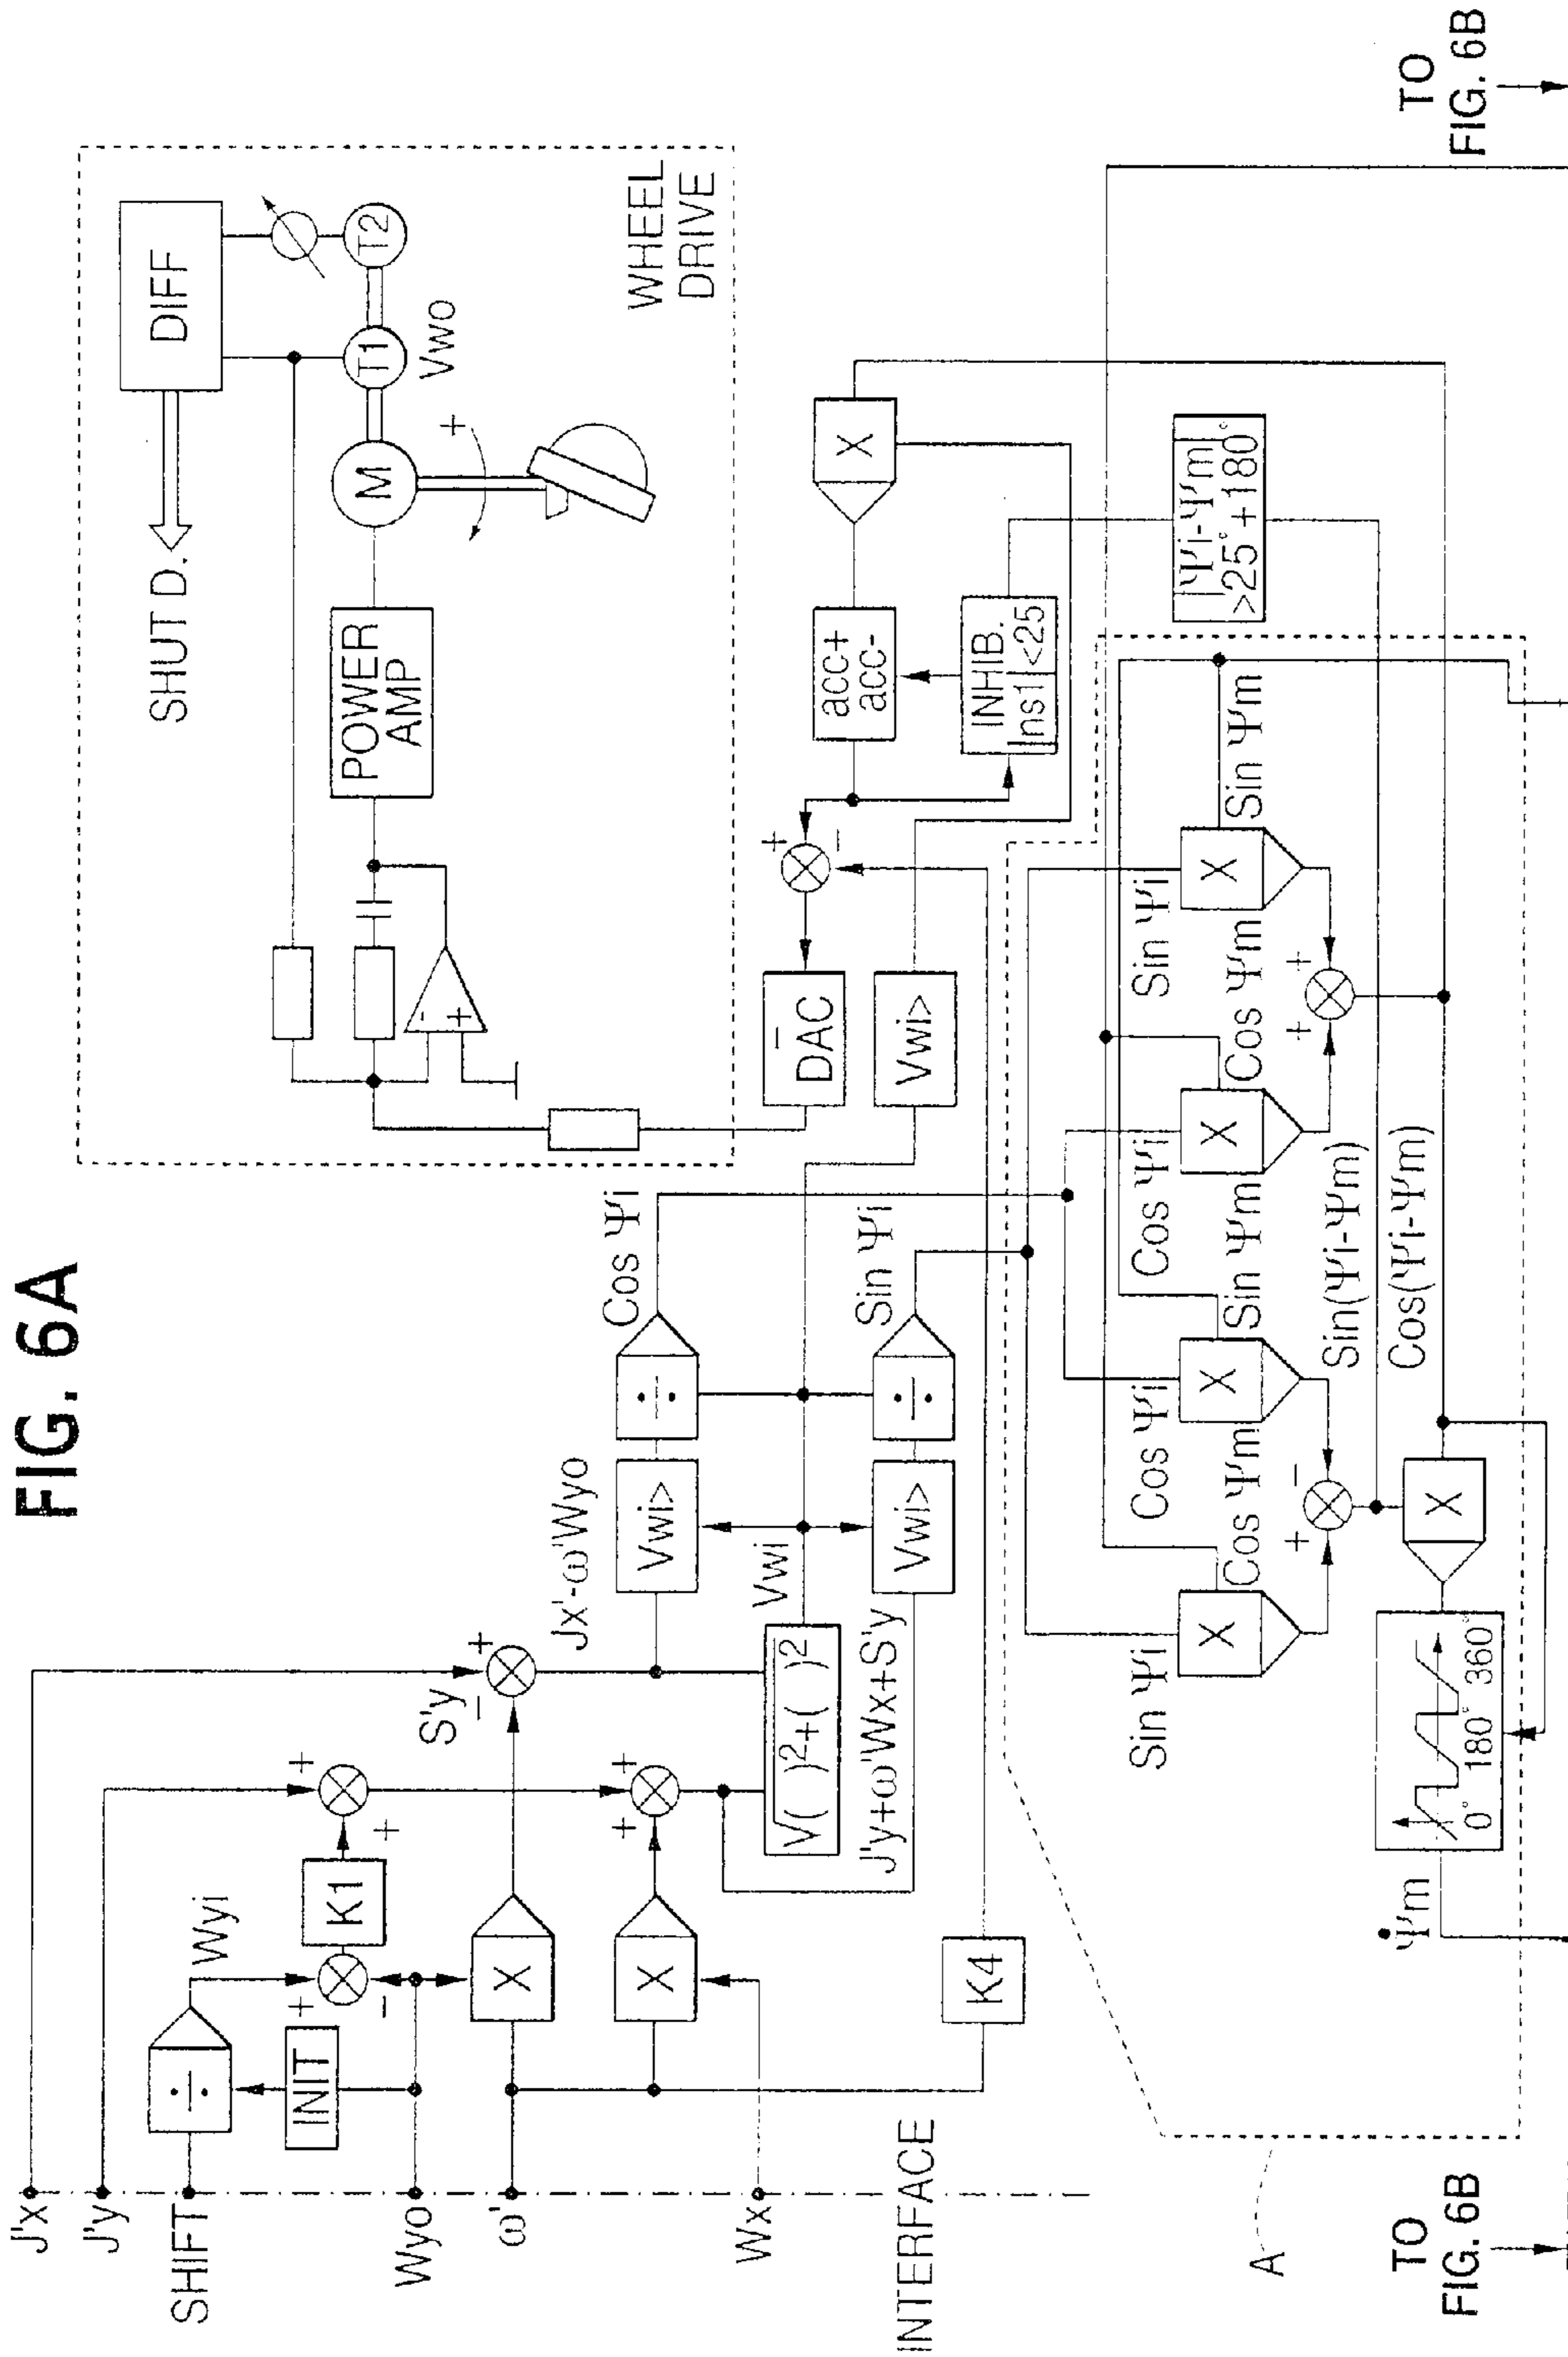 FIG. 6A
J'x
J'y
SHIFT
Wyo
ω'
Wx
INTERFACE
÷
INIT
Wyi
+
−
K1
+
+
X
X
K4
S'y
+
−
+
+
√( )²+( )²
Jx'-ω'Wyo
Vwi
J'y+ω'Wx+S'y
Vwi>
Vwi>
÷
÷
Cos Ψi
Sin Ψi
DIFF
SHUT D.
T1
T2
Vwo
M
+
POWER
AMP
-
+
WHEEL
DRIVE
DAC
−
Vwi>
+
−
acc+
acc-
INHIB.
|ns1|<25
X
|Ψi-Ψm|
>25°+180°
Sin Ψi
X
Cos Ψm
Cos Ψi
X
Sin Ψm
Cos Ψi
X
Cos Ψm
Sin Ψi
X
Sin Ψm
+
−
+
+
Sin(Ψi-Ψm)
Cos(Ψi-Ψm)
X
0° 180° 360°
Ψ̇m
A
TO
FIG. 6B
TO
FIG. 6B